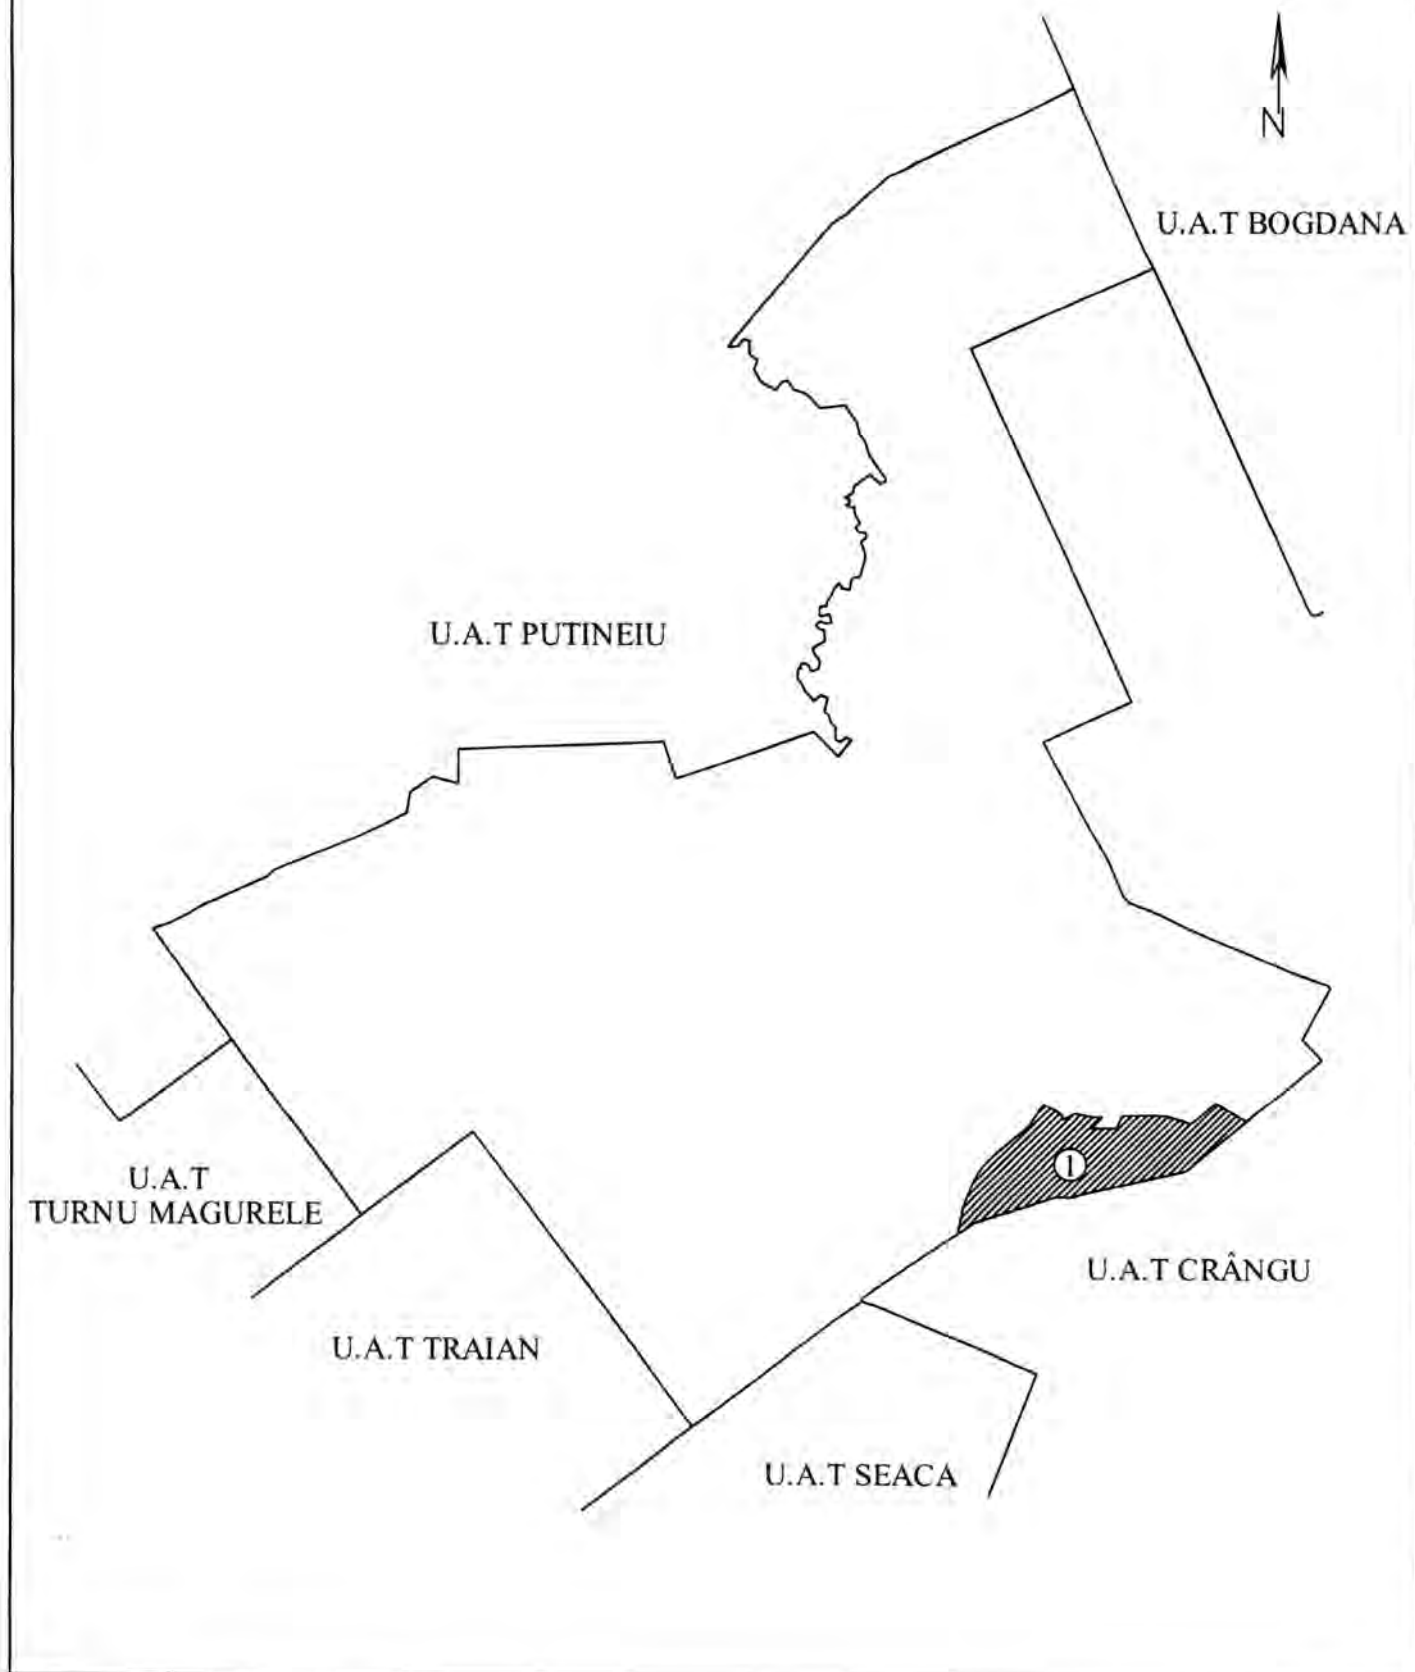 N
U.A.T BOGDANA
U.A.T PUTINEIU
U.A.T
TURNU MAGURELE
1
U.A.T CRÂNGU
U.A.T TRAIAN
U.A.T SEACA